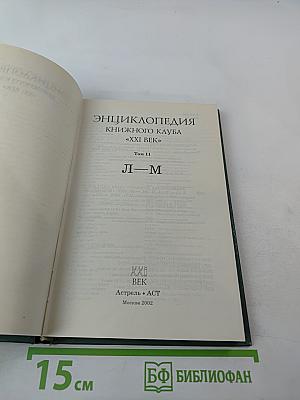 ЭНЦИКЛОПЕДИЯ
КНИЖНОГО КЛУБА
«XXI ВЕК»
Том 11
Л—М
XXI
ВЕК
Астрель • АСТ
Москва 2002
15 см
БФ БИБЛИОФАН